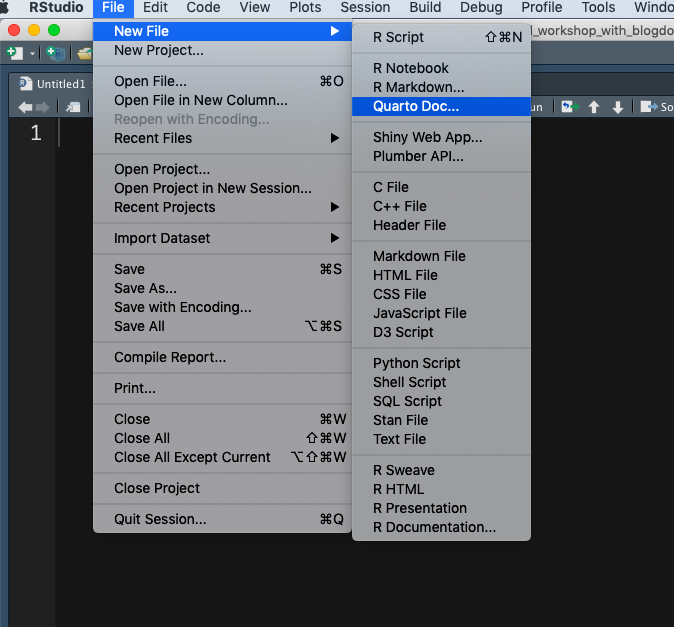 RStudio File Edit Code View Plots Session Build Debug Profile Tools
New File
New Project...
Open File... ⌘O
Open File in New Column...
Reopen with Encoding...
Recent Files
Open Project...
Open Project in New Session...
Recent Projects
Import Dataset
Save ⌘S
Save As...
Save with Encoding...
Save All ⌥⌘S
Compile Report...
Print...
Close ⌘W
Close All ⇧⌘W
Close All Except Current ⌥⇧⌘W
Close Project
Quit Session... ⌘Q
R Script ⇧⌘N
R Notebook
R Markdown...
Quarto Doc...
Shiny Web App...
Plumber API...
C File
C++ File
Header File
Markdown File
HTML File
CSS File
JavaScript File
D3 Script
Python Script
Shell Script
SQL Script
Stan File
Text File
R Sweave
R HTML
R Presentation
R Documentation...
_workshop_with_blogdo
Untitled1
un So
1